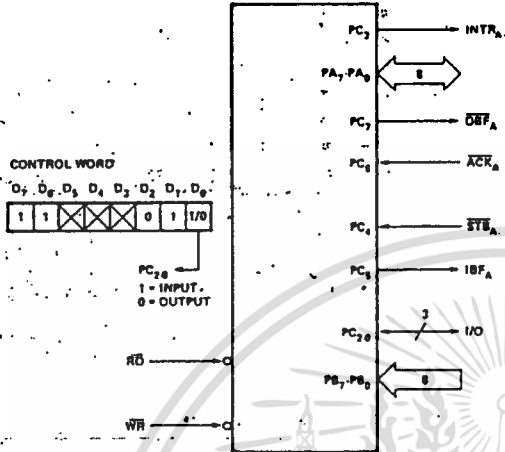 PC3 INTRA
PA7-PA0 8
PC7 OBFA
CONTROL WORD
PC6 ACKA
D7 D6 D5 D4 D3 D2 D1 D0
1 1 0 1 1/0
PC4 STBA
PC2-0
PC5 IBFA
1 = INPUT
0 = OUTPUT
3
PC2-0 I/O
RD
PB7-PB0 8
WR